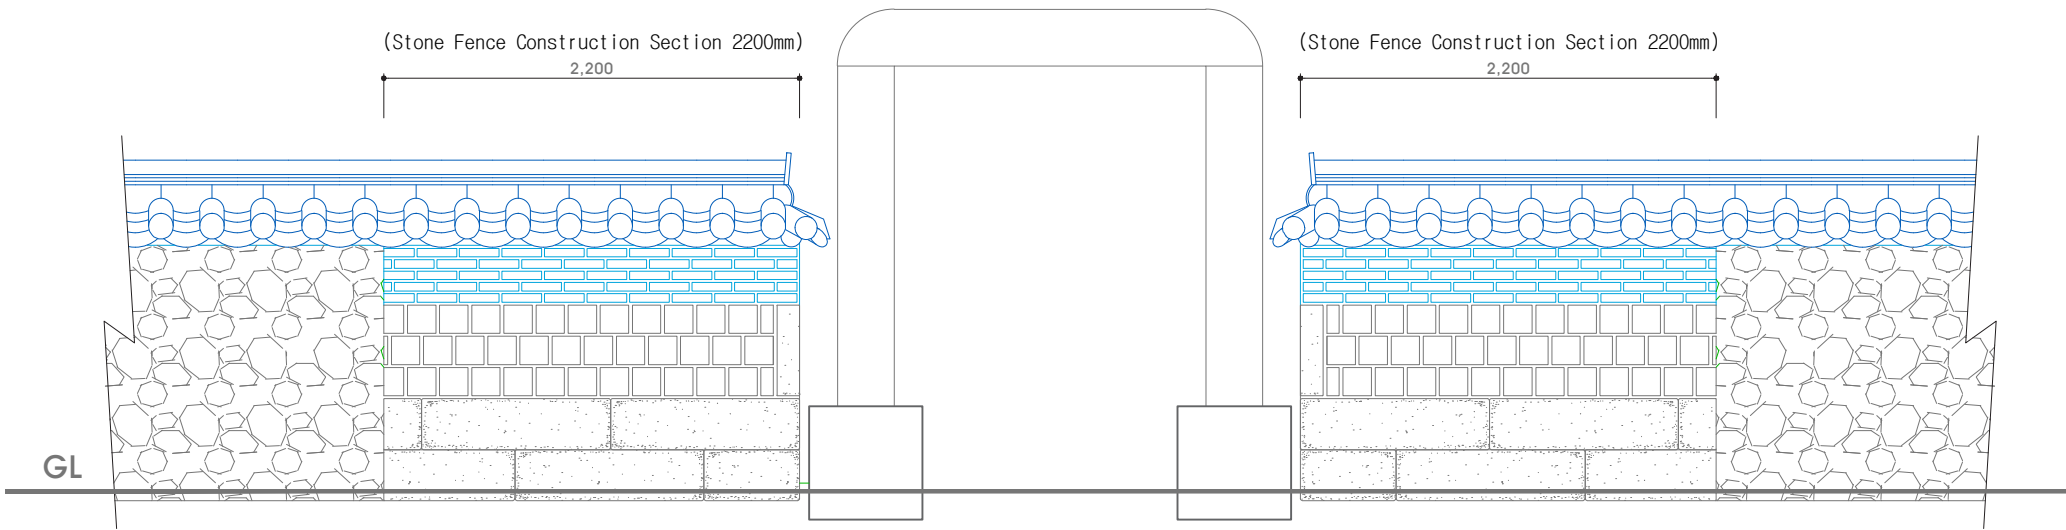 (Stone Fence Construction Section 2200mm)
2,200
(Stone Fence Construction Section 2200mm)
2,200
GL